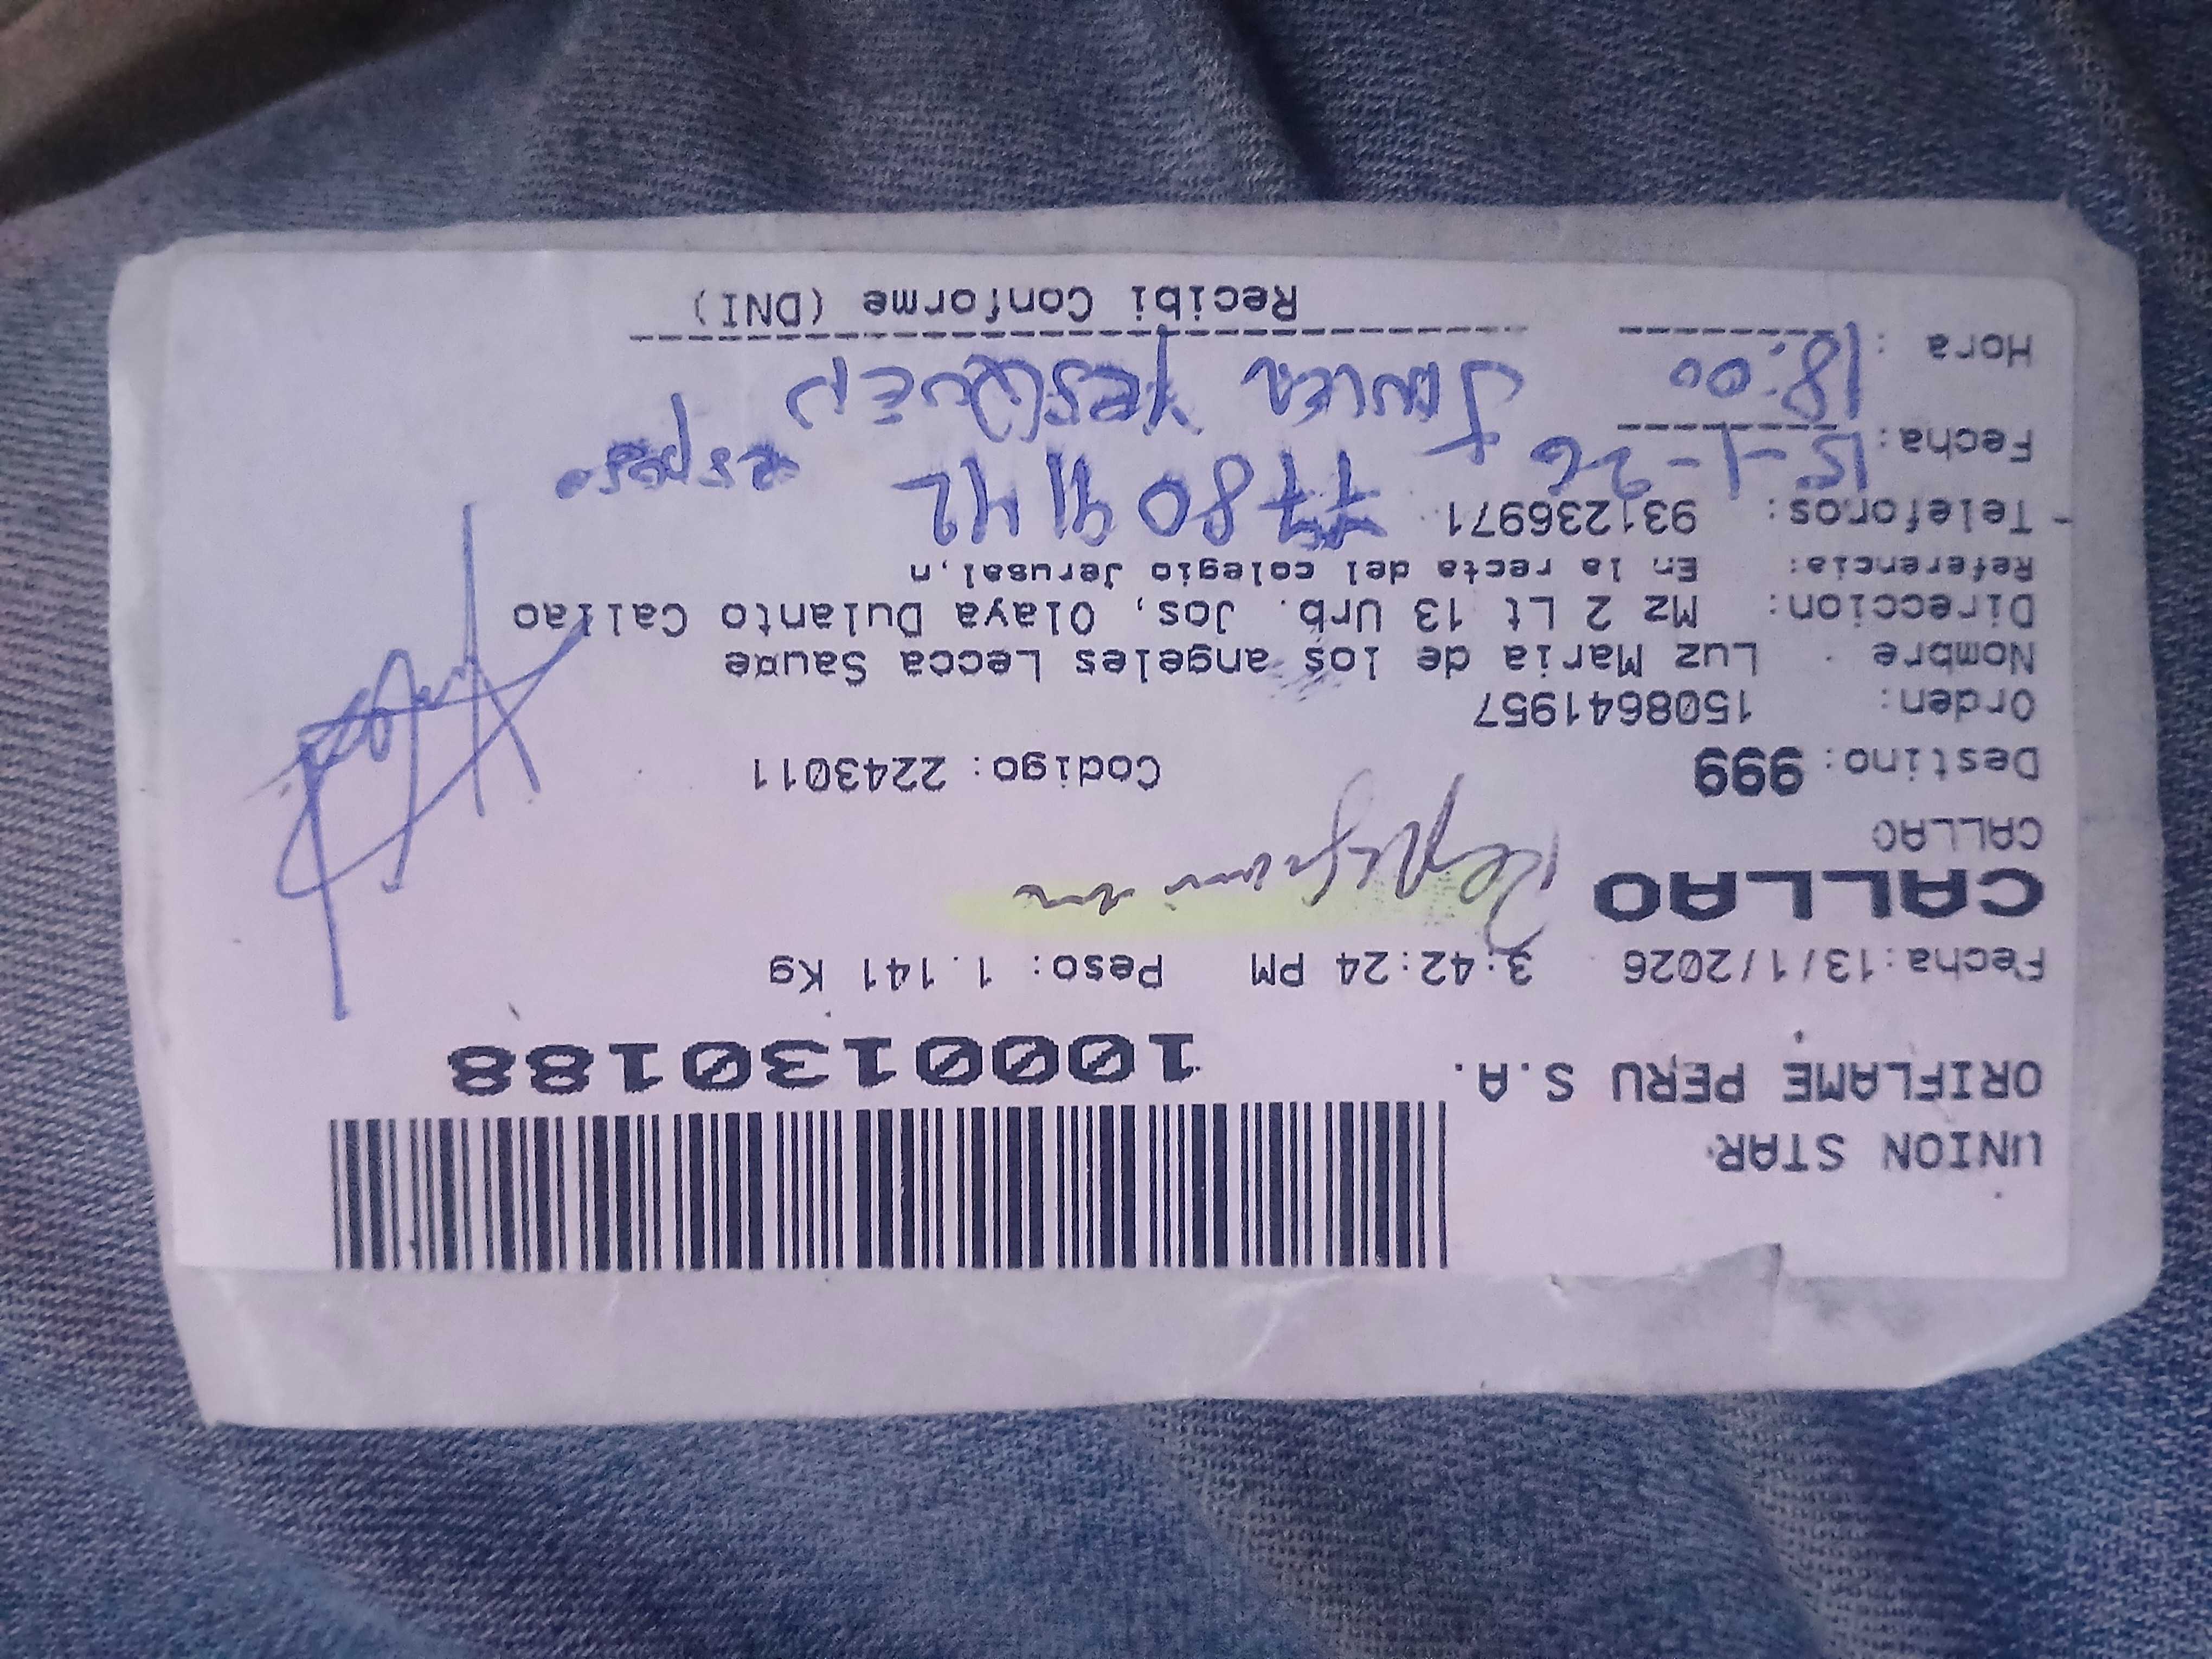 UNION STAR
ORIFLAME PERU S.A.
1000130188
Fecha:13/1/2026 3:42:24 PM Peso: 1.141 Kg
CALLAO
CALLAO
Destino: 999 Codigo: 2243011
Orden: 1508641957
Nombre Luz Maria de los angeles Lecca
Direccion: Mz 2 Lt 13 Urb. Jos, Olaya Dulanto Callao
Referencia: En la recta del colegio Jerusal,n
Telefonos: 931236971
esposo
Fecha: 15-1-26
Hora : 18:00
Recibi Conforme (DNI)